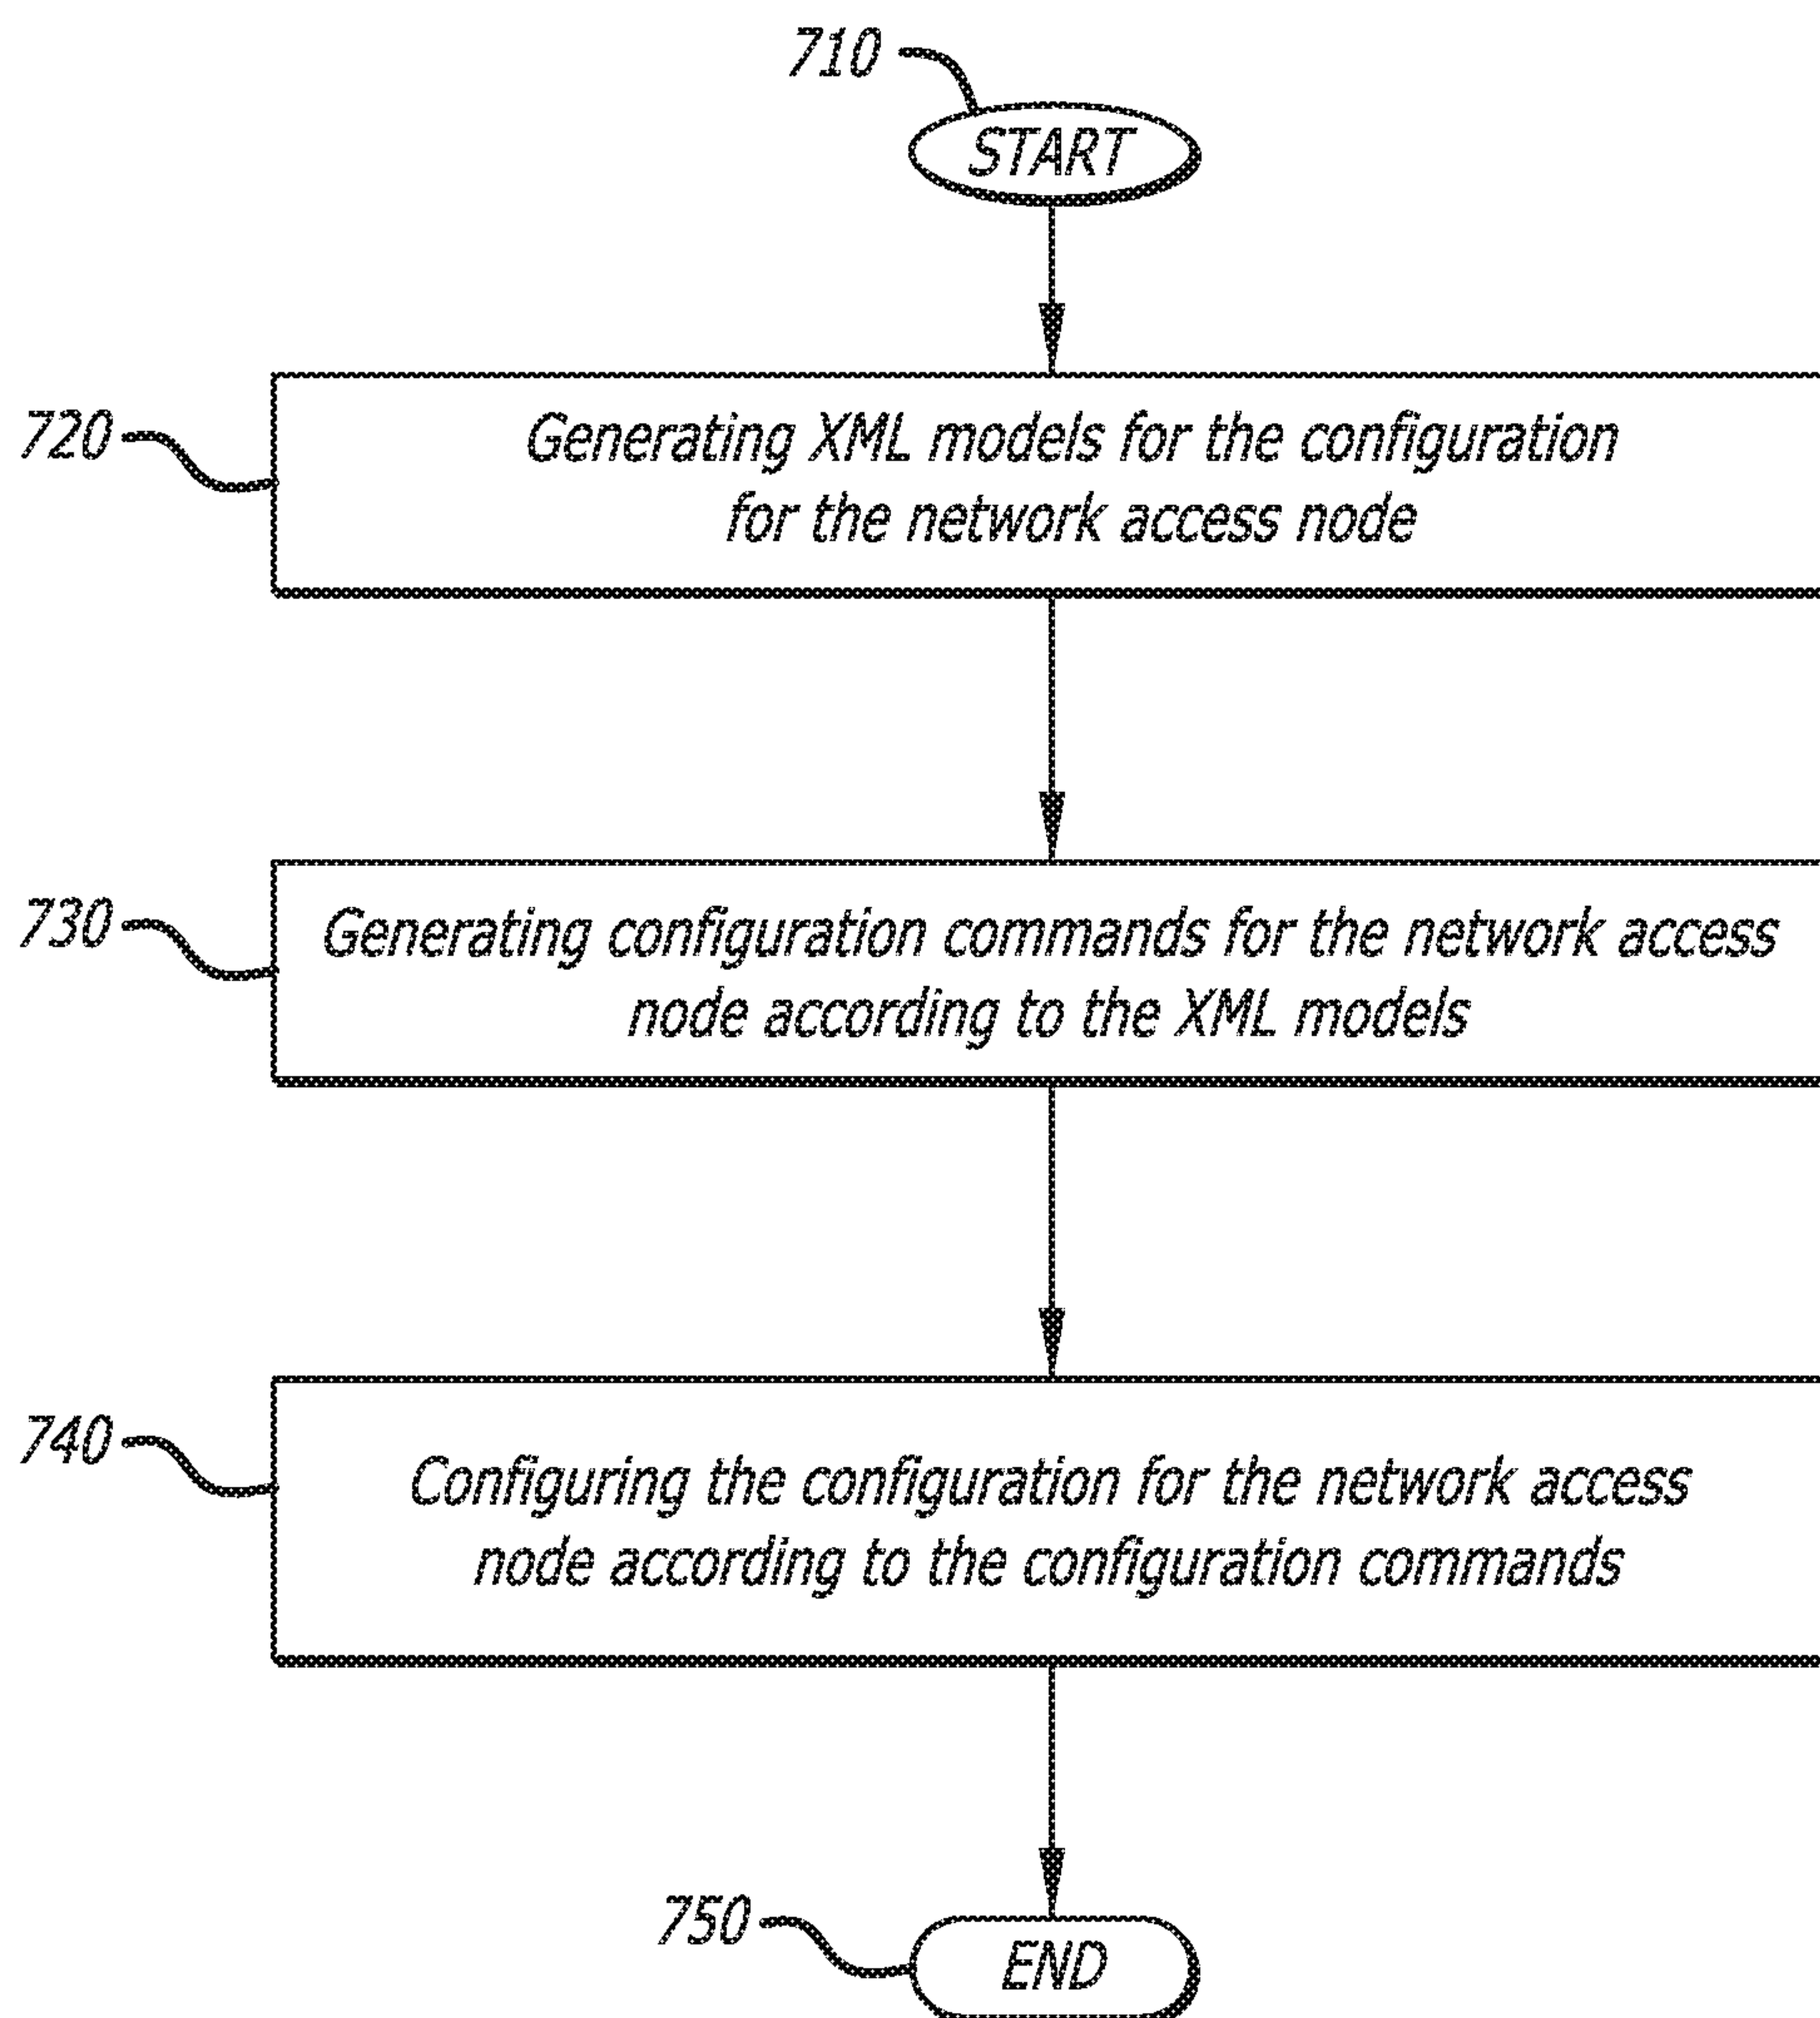 710
START
720
Generating XML models for the configuration
for the network access node
730
Generating configuration commands for the network access
node according to the XML models
740
Configuring the configuration for the network access
node according to the configuration commands
750
END